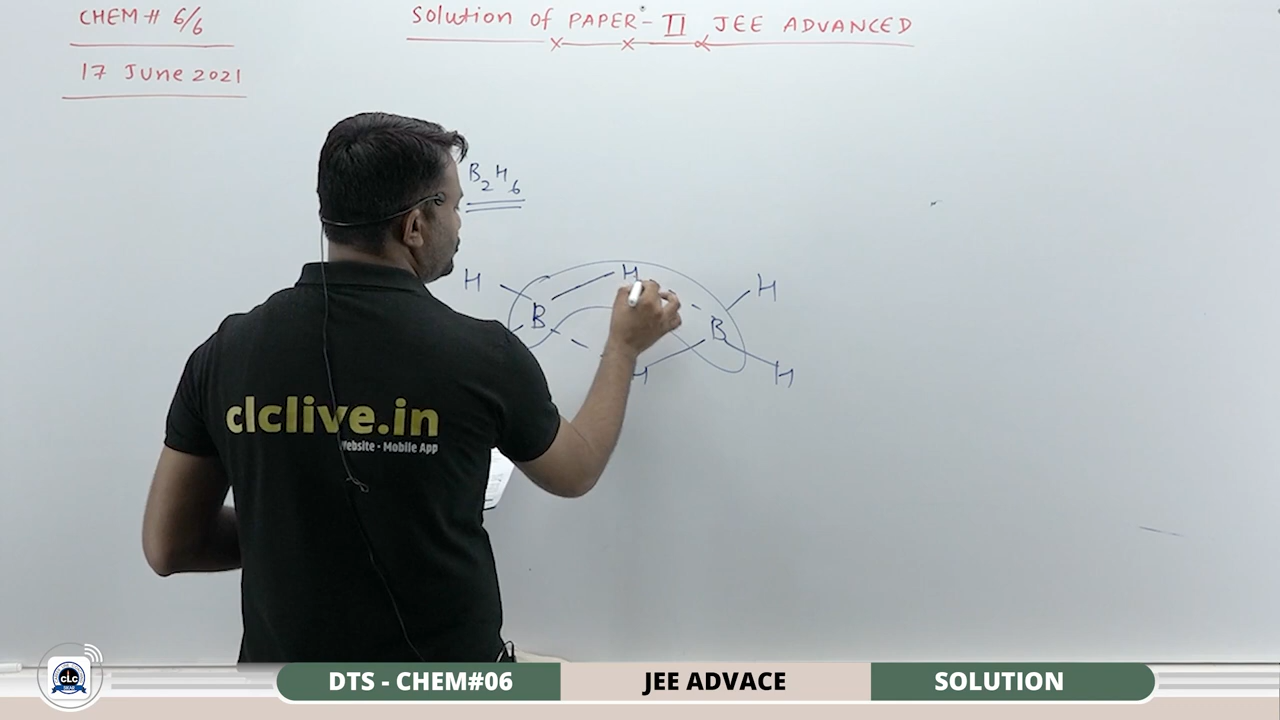 CHEM # 6/6
17 June 2021
Solution of PAPER - II JEE ADVANCED
B2H6
H H H
B B
H H
clclive.in
Website - Mobile App
CLC
DTS - CHEM#06
JEE ADVACE
SOLUTION